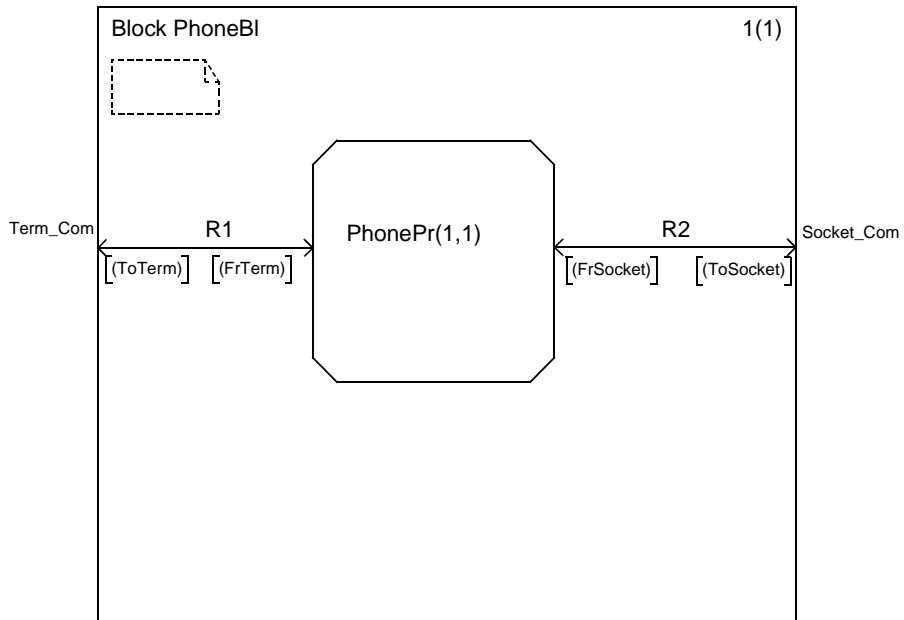 Block PhoneBl 1(1)
Term_Com R1 PhonePr(1,1) R2 Socket_Com
[(ToTerm)] [(FrTerm)] [(FrSocket)] [(ToSocket)]